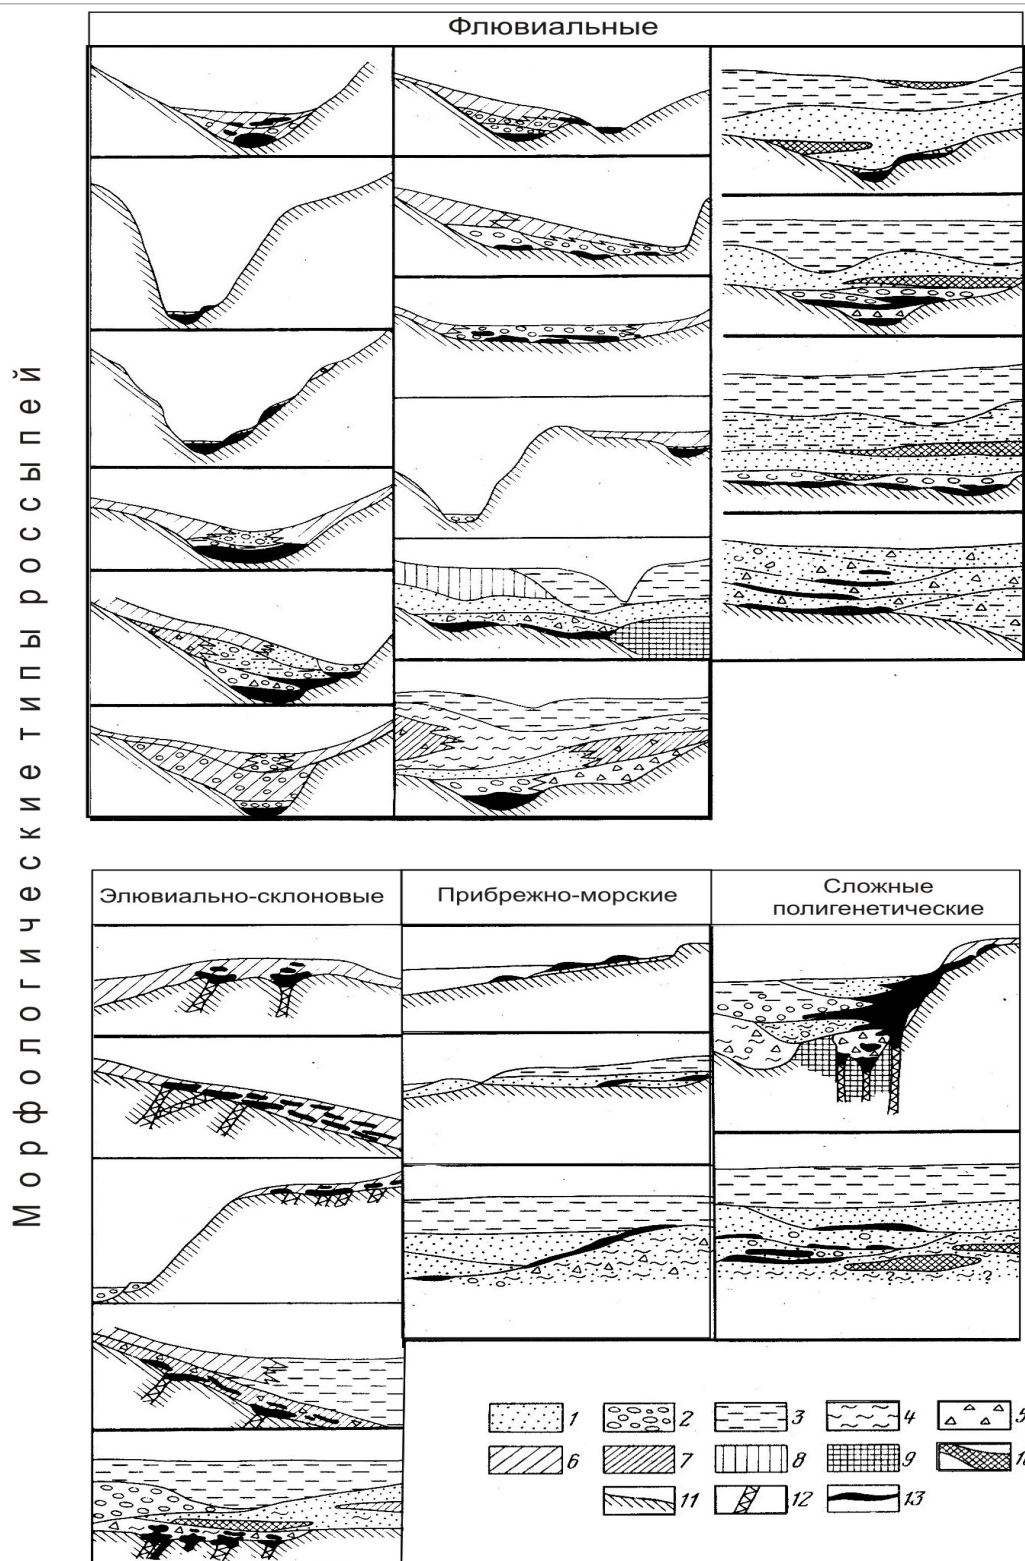 Флювиальные
Морфологические типы россыпей
Элювиально-склоновые
Прибрежно-морские
Сложные
полигенетические
? ?
1 2 3 4 5
6 7 8 9
11 12 13